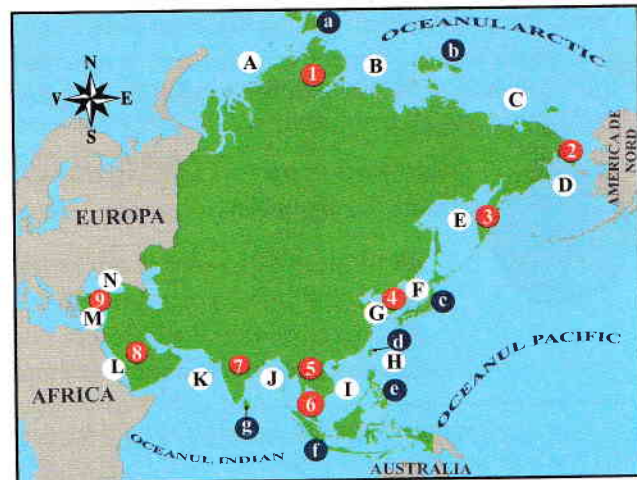 OCEANUL ARCTIC
a
b
A
B
1
C
N
V
E
S
2
AMERICA DE
NORD
D
EUROPA
E
3
N
9
F
4
c
M
G
d
8
7
5
H
L
K
J
I
e
6
AFRICA
g
f
OCEANUL INDIAN
OCEANUL PACIFIC
AUSTRALIA